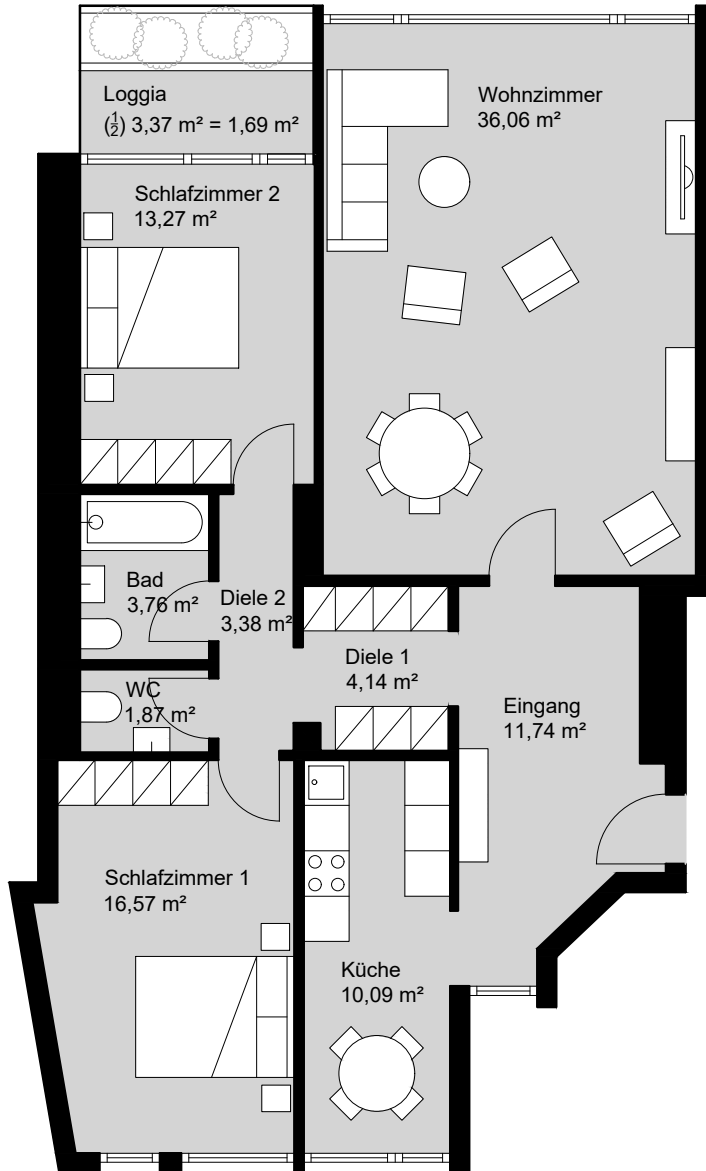 Loggia
(½) 3,37 m² = 1,69 m²
Wohnzimmer
36,06 m²
Schlafzimmer 2
13,27 m²
Bad
3,76 m²
Diele 2
3,38 m²
Diele 1
4,14 m²
WC
1,87 m²
Eingang
11,74 m²
Schlafzimmer 1
16,57 m²
Küche
10,09 m²